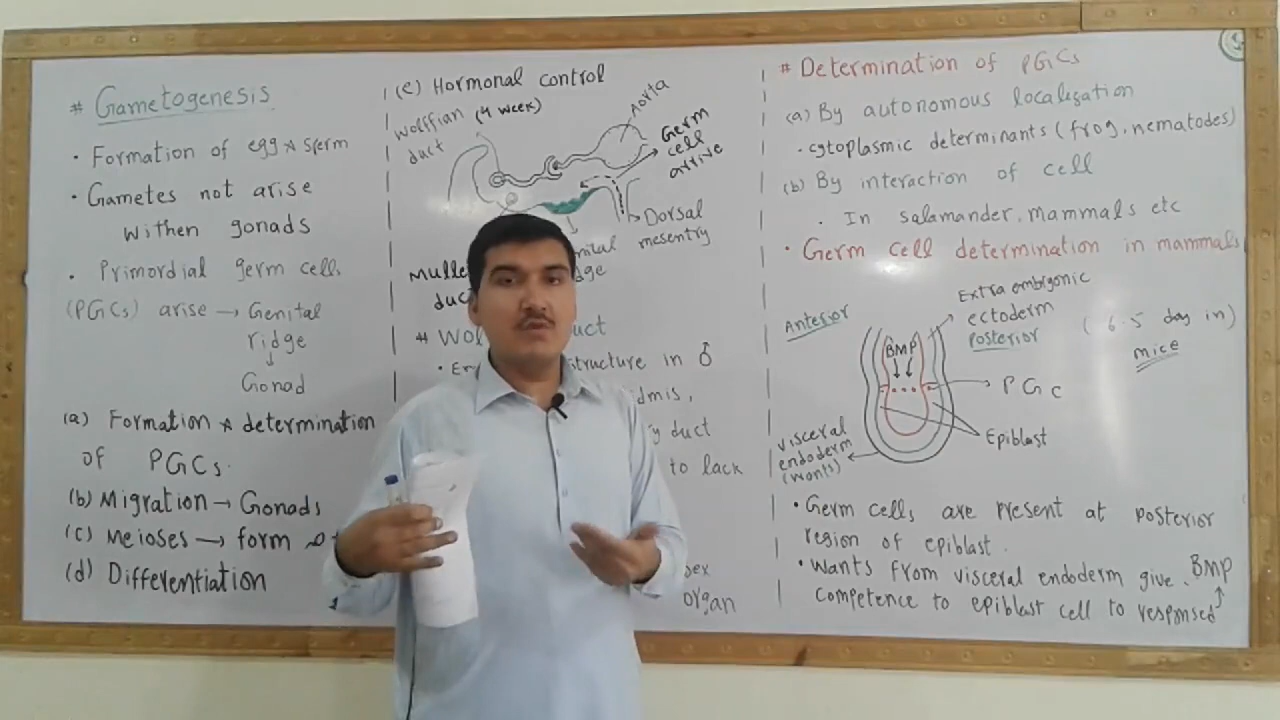 # Gametogenesis
· Formation of egg & sperm
· Gametes not arise
withen gonads
· Primordial germ cells
(PGCs) arise → Genital
ridge
↓
Gonad
(a) Formation & determination
of PGCs.
(b) Migration → Gonads
(c) Meioses → form
(d) Differentiation
(e) Hormonal control
Wolffian (4 week)
duct
Aorta
Germ
cell
arrive
Dorsal
mesentry
duct
# 
structure in ♂
duct
to lack
organ
# Determination of PGCs
(a) By autonomous localization
· cytoplasmic determinants (frog, nematodes)
(b) By interaction of cell
· In salamander, mammals etc
· Germ cell determination in mammals
Anterior
Extra embryonic
ectoderm
Posterior
(6.5 day in)
mice
BMP
PGC
Epiblast
visceral
endoderm
(wants)
· Germ cells are present at posterior
region of epiblast.
· Wants from visceral endoderm give
competence to epiblast cell to responsed
BMP